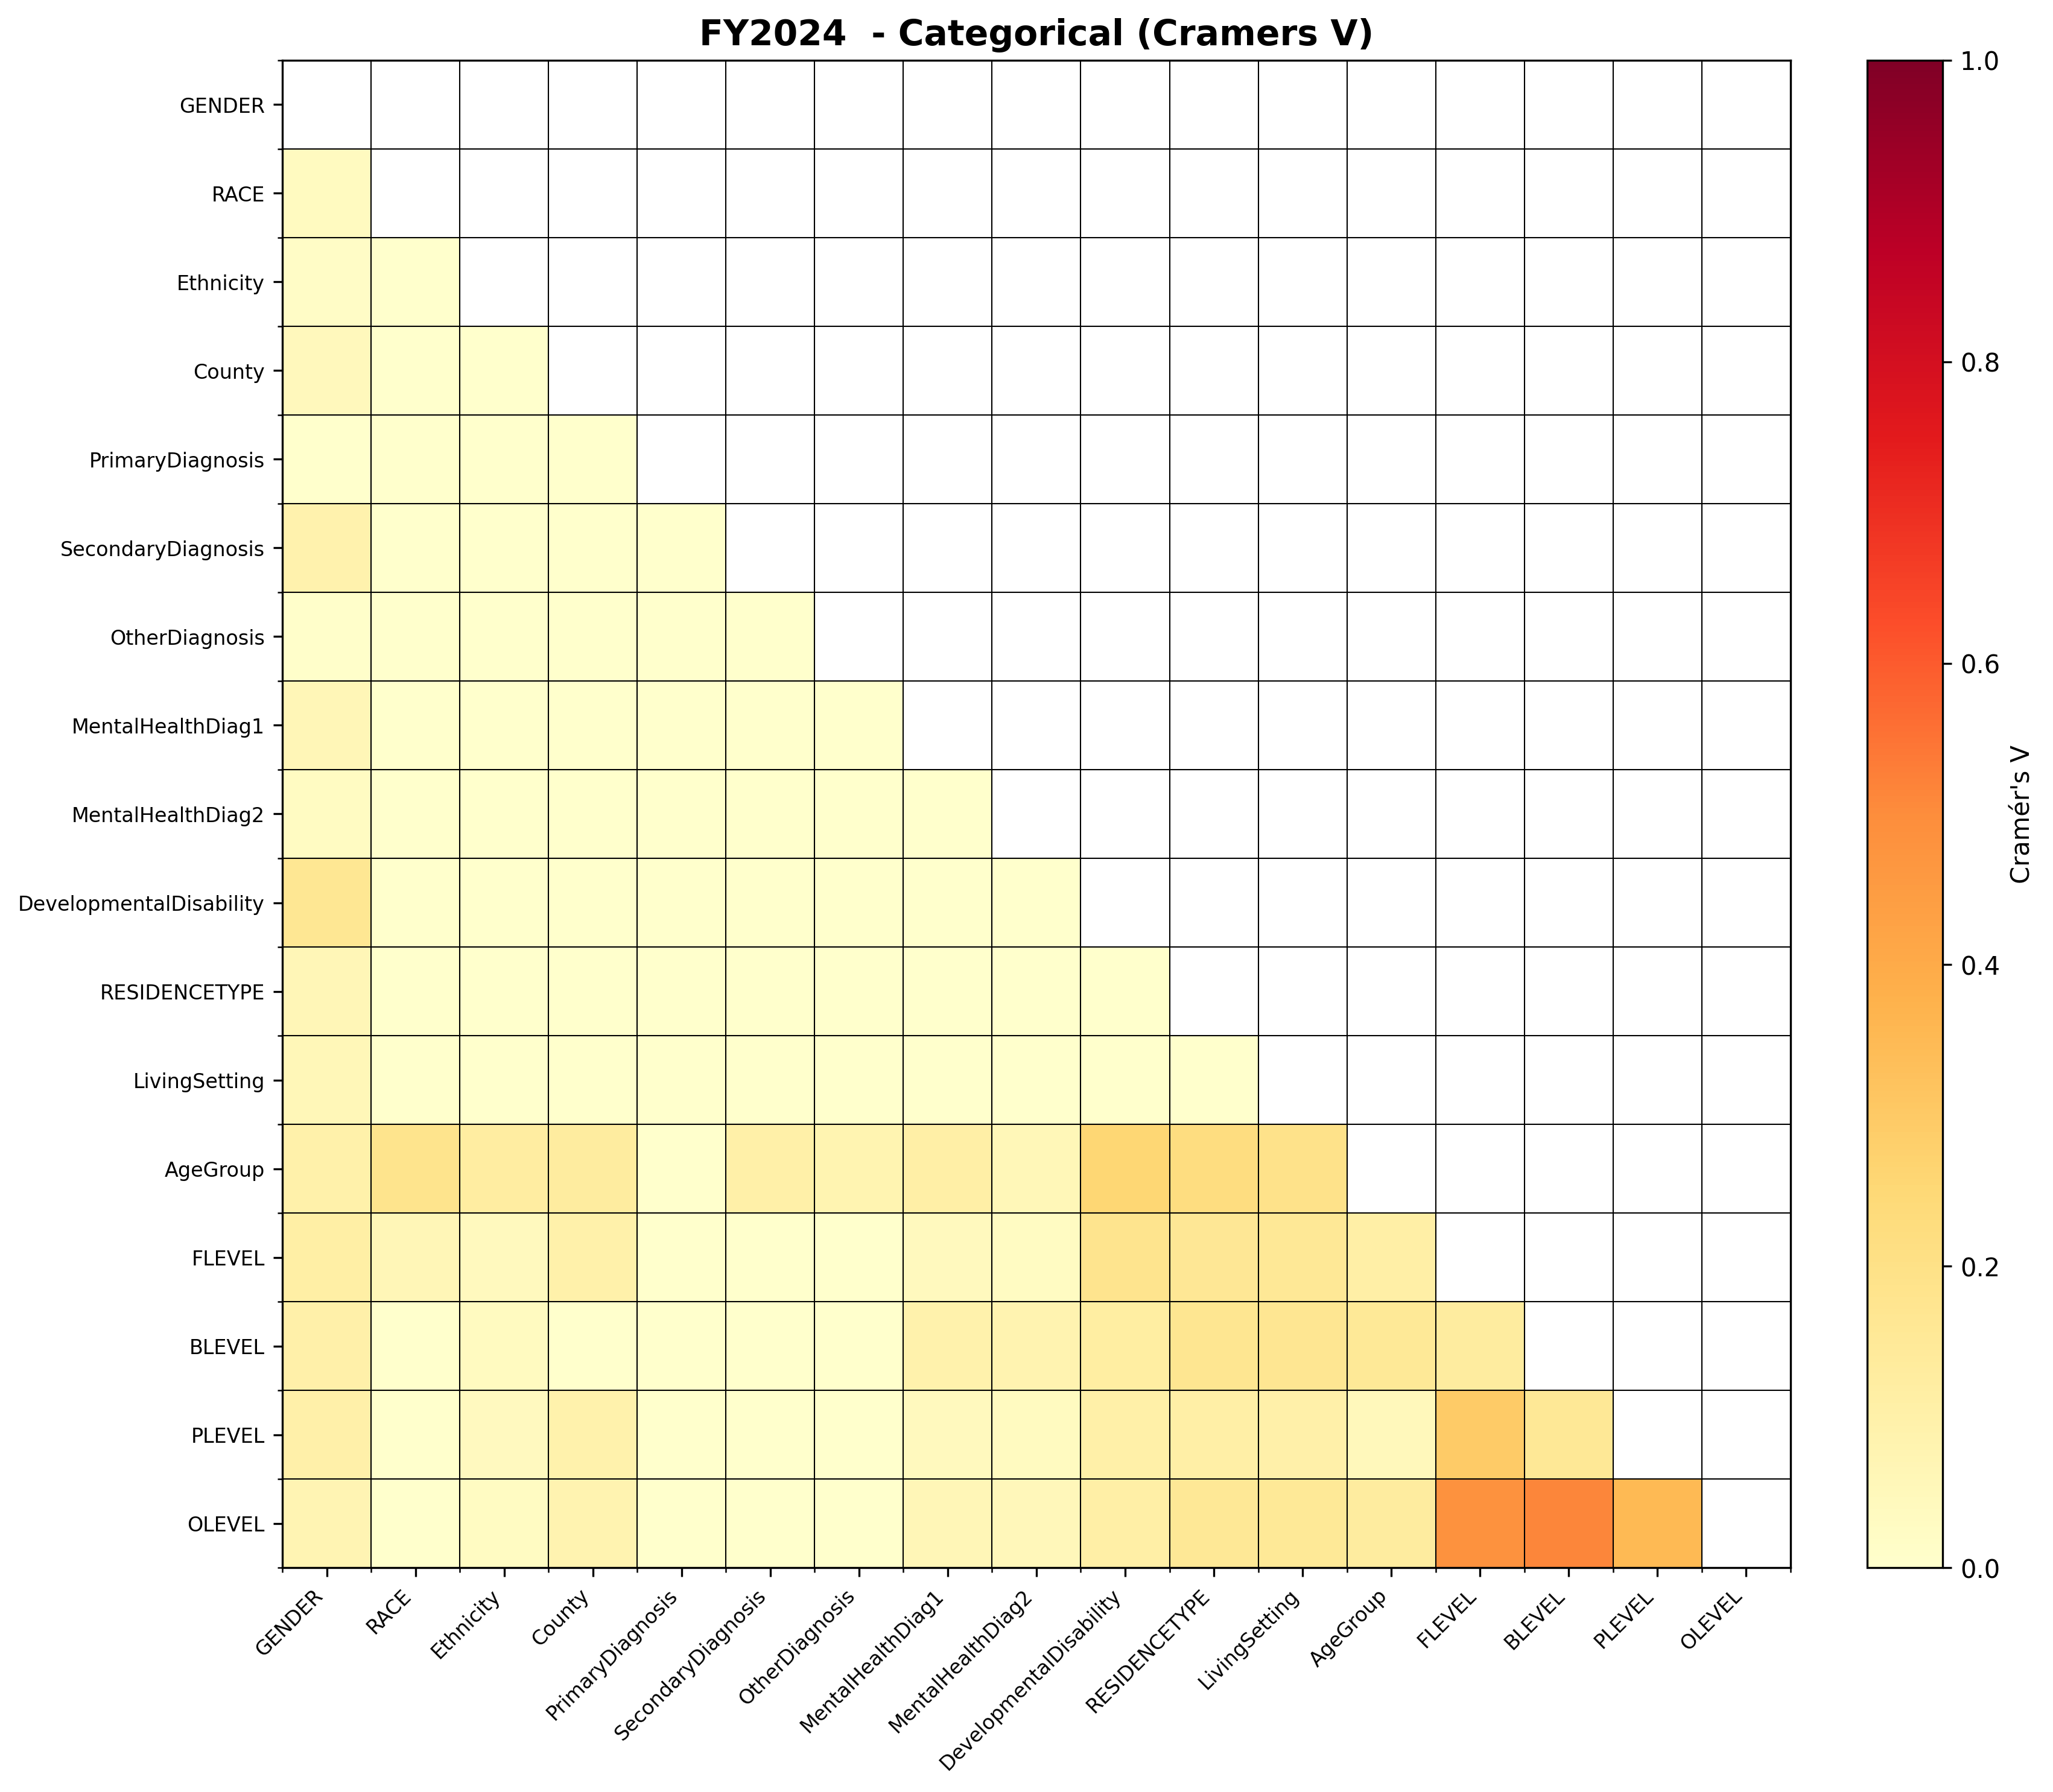 FY2024  - Categorical (Cramers V)
GENDER
RACE
Ethnicity
County
PrimaryDiagnosis
SecondaryDiagnosis
OtherDiagnosis
MentalHealthDiag1
MentalHealthDiag2
DevelopmentalDisability
RESIDENCETYPE
LivingSetting
AgeGroup
FLEVEL
BLEVEL
PLEVEL
OLEVEL
GENDER
RACE
Ethnicity
County
PrimaryDiagnosis
SecondaryDiagnosis
OtherDiagnosis
MentalHealthDiag1
MentalHealthDiag2
DevelopmentalDisability
RESIDENCETYPE
LivingSetting
AgeGroup
FLEVEL
BLEVEL
PLEVEL
OLEVEL
1.0
0.8
0.6
0.4
0.2
0.0
Cramér's V